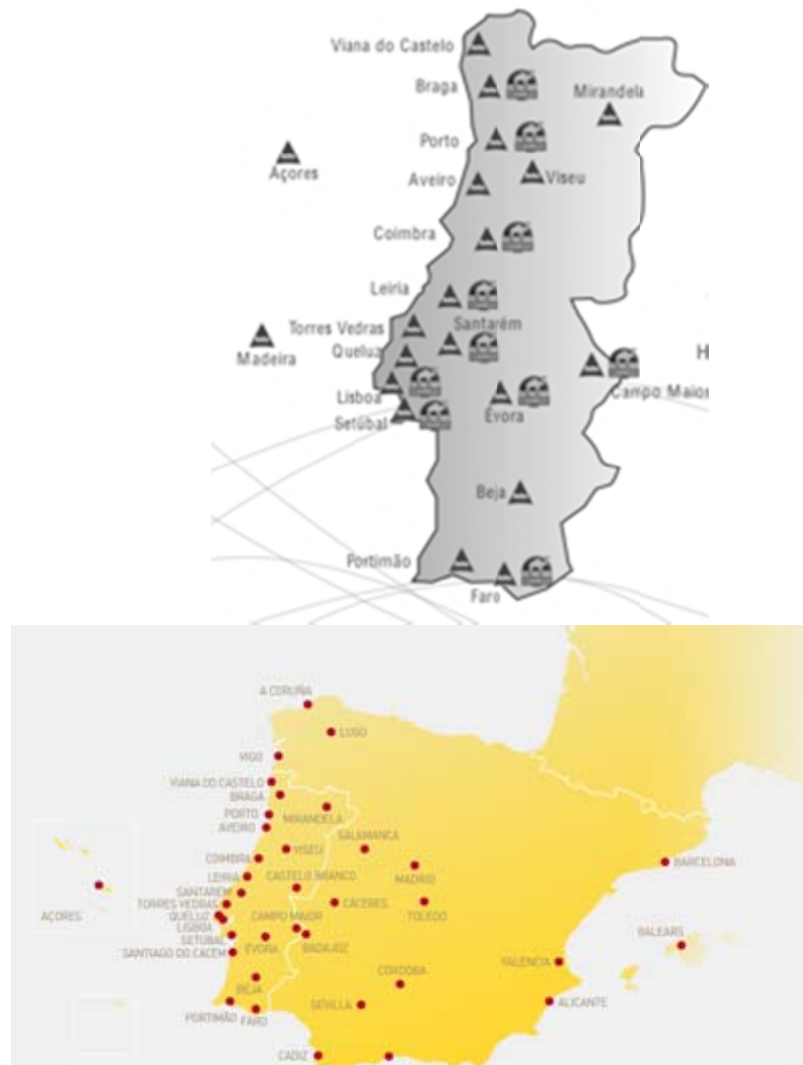 Viana do Castelo
Braga
Mirandela
Porto
Açores
Aveiro
Viseu
Coimbra
Leiria
Torres Vedras
Santarém
Madeira
Queluz
H
Lisboa
Campo Maior
Setúbal
Évora
Beja
Portimão
Faro
A CORUÑA
LUGO
VIGO
VIANA DO CASTELO
BRAGA
PORTO
MIRANDELA
AVEIRO
SALAMANCA
VISEU
COIMBRA
MADRID
BARCELONA
LEIRIA
CASTELO BRANCO
SANTARÉM
TORRES VEDRAS
CACERES
AÇORES
QUELUZ
CAMPO MAIOR
TOLEDO
LISBOA
BALEARS
SETÚBAL
ÉVORA
BADAJOZ
SANTIAGO DO CACÉM
VALENCIA
CORDOBA
BEJA
SEVILLA
ALICANTE
PORTIMÃO
FARO
CADIZ